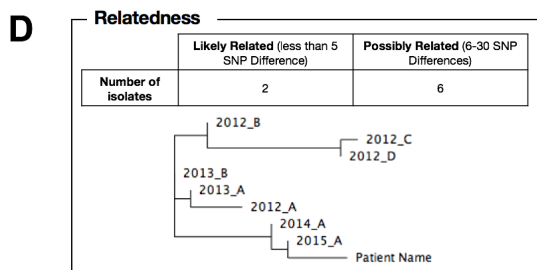 D
Relatedness
Likely Related (less than 5
SNP Difference)
Possibly Related (6-30 SNP
Differences)
Number of
isolates
2
6
2012_B
2012_C
2012_D
2013_B
2013_A
2012_A
2014_A
2015_A
Patient Name